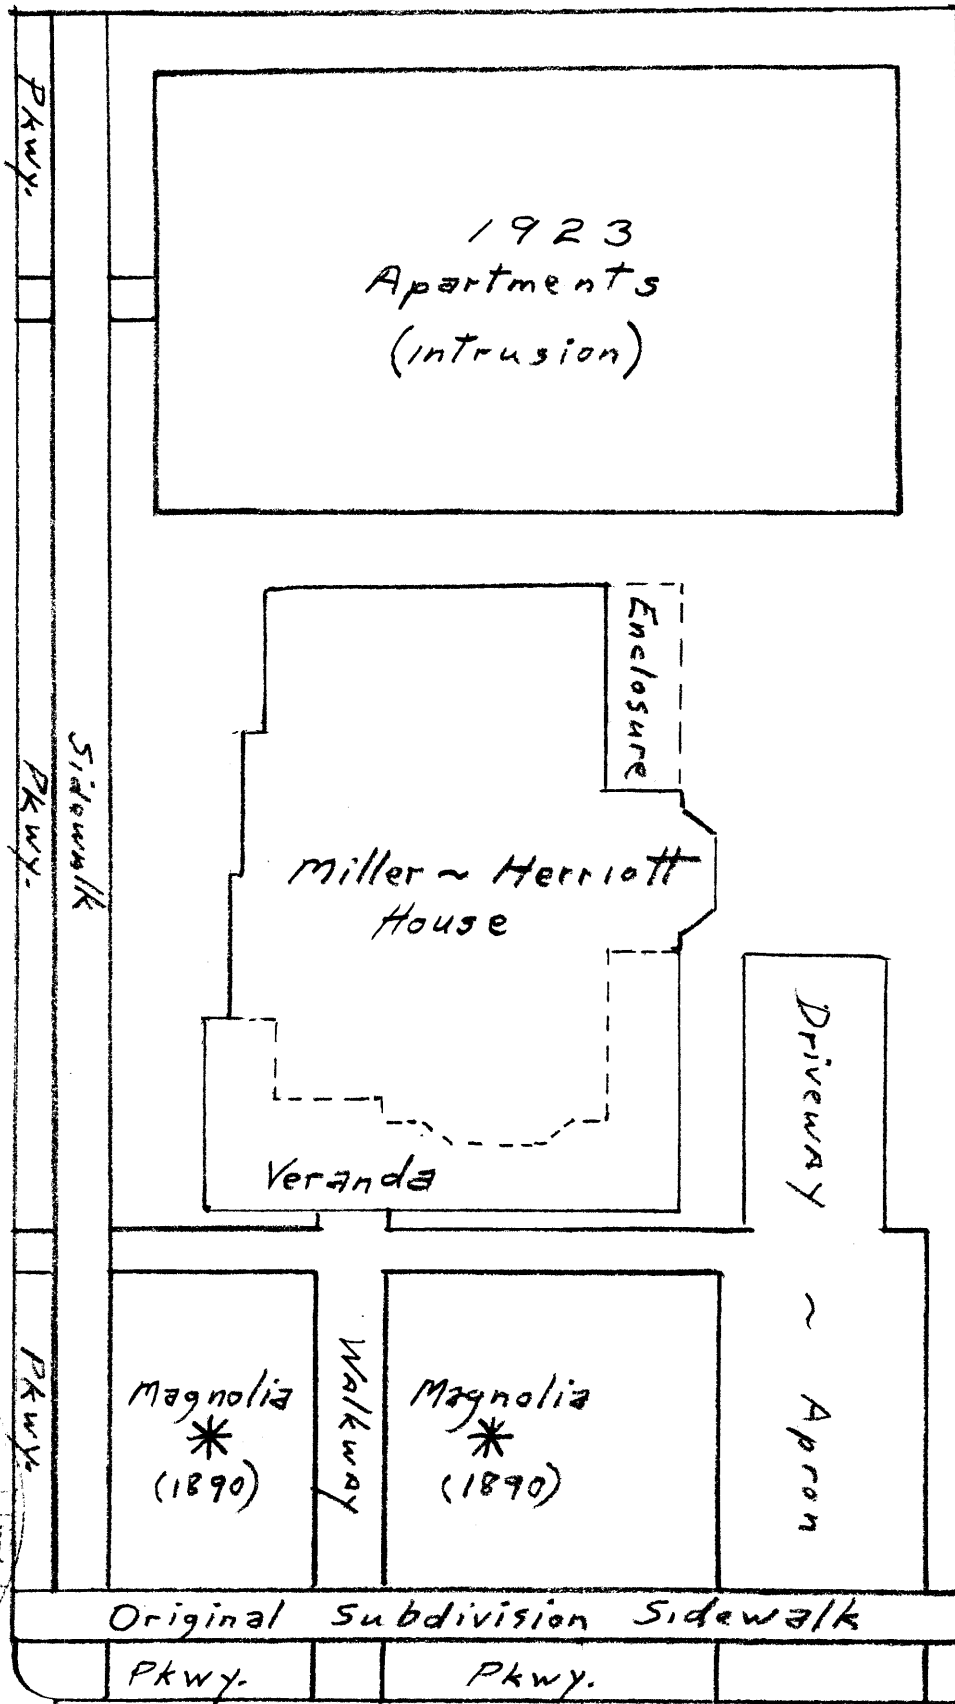 Pkwy.
1923
Apartments
(intrusion)
Enclosure
Sidewalk
Pkwy.
Miller ~ Herriott
House
Driveway ~ Apron
Veranda
Pkwy.
Magnolia
(1890)
Walkway
Magnolia
(1890)
Original Subdivision Sidewalk
Pkwy.
Pkwy.